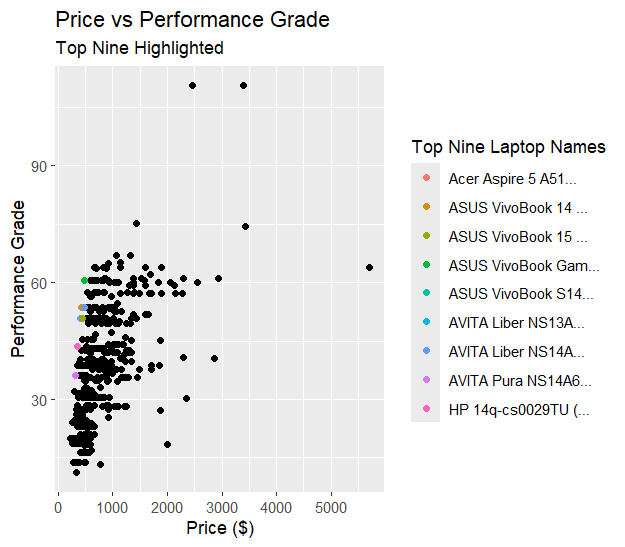 Price vs Performance Grade
Top Nine Highlighted
Performance Grade
90
60
30
0
1000
2000
3000
4000
5000
Price ($)
Top Nine Laptop Names
Acer Aspire 5 A51...
ASUS VivoBook 14 ...
ASUS VivoBook 15 ...
ASUS VivoBook Gam...
ASUS VivoBook S14...
AVITA Liber NS13A...
AVITA Liber NS14A...
AVITA Pura NS14A6...
HP 14q-cs0029TU (...